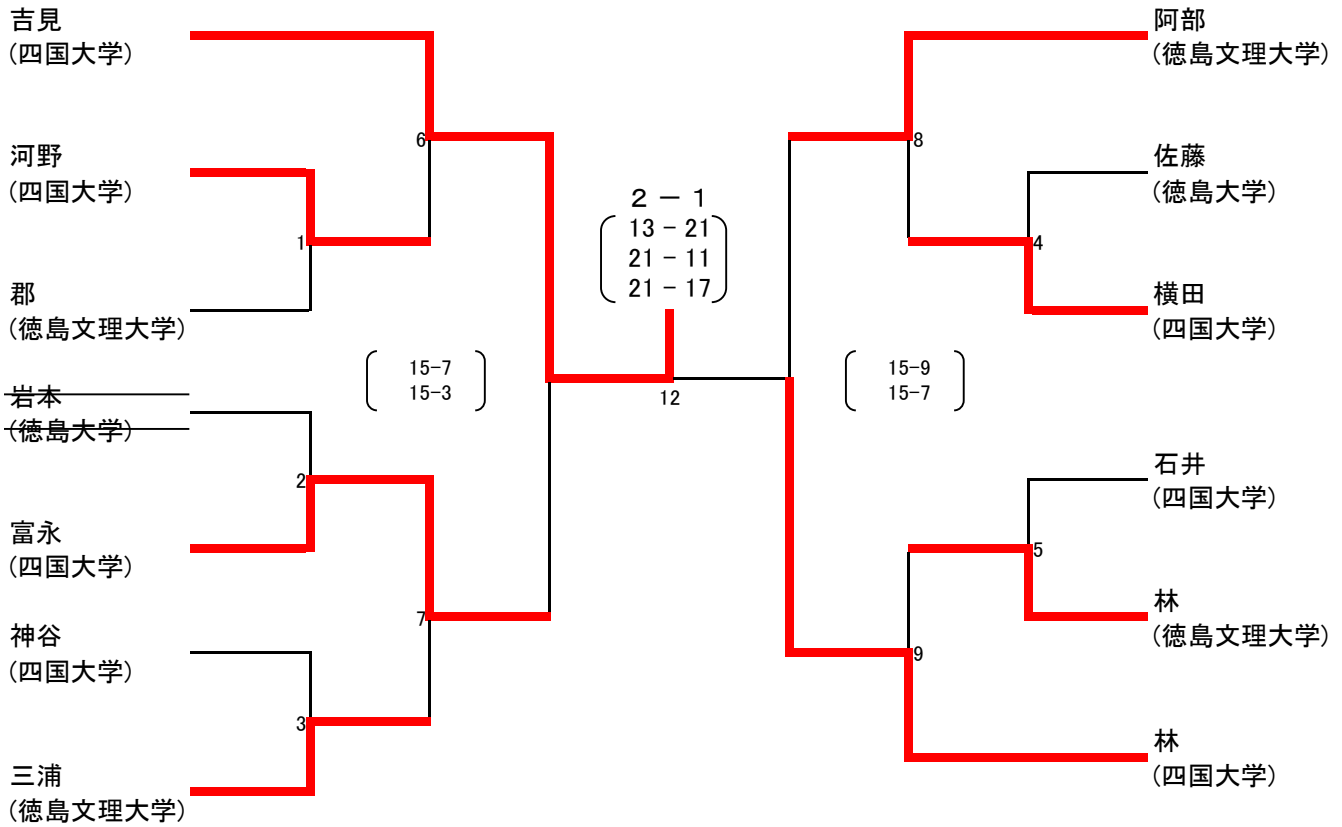 吉見
(四国大学)
河野
(四国大学)
郡
(徳島文理大学)
岩本
(徳島大学)
富永
(四国大学)
神谷
(四国大学)
三浦
(徳島文理大学)
1
2
3
6
7
15-7
15-3
2 － 1
13 － 21
21 － 11
21 － 17
12
15-9
15-7
8
4
5
9
阿部
(徳島文理大学)
佐藤
(徳島大学)
横田
(四国大学)
石井
(四国大学)
林
(徳島文理大学)
林
(四国大学)